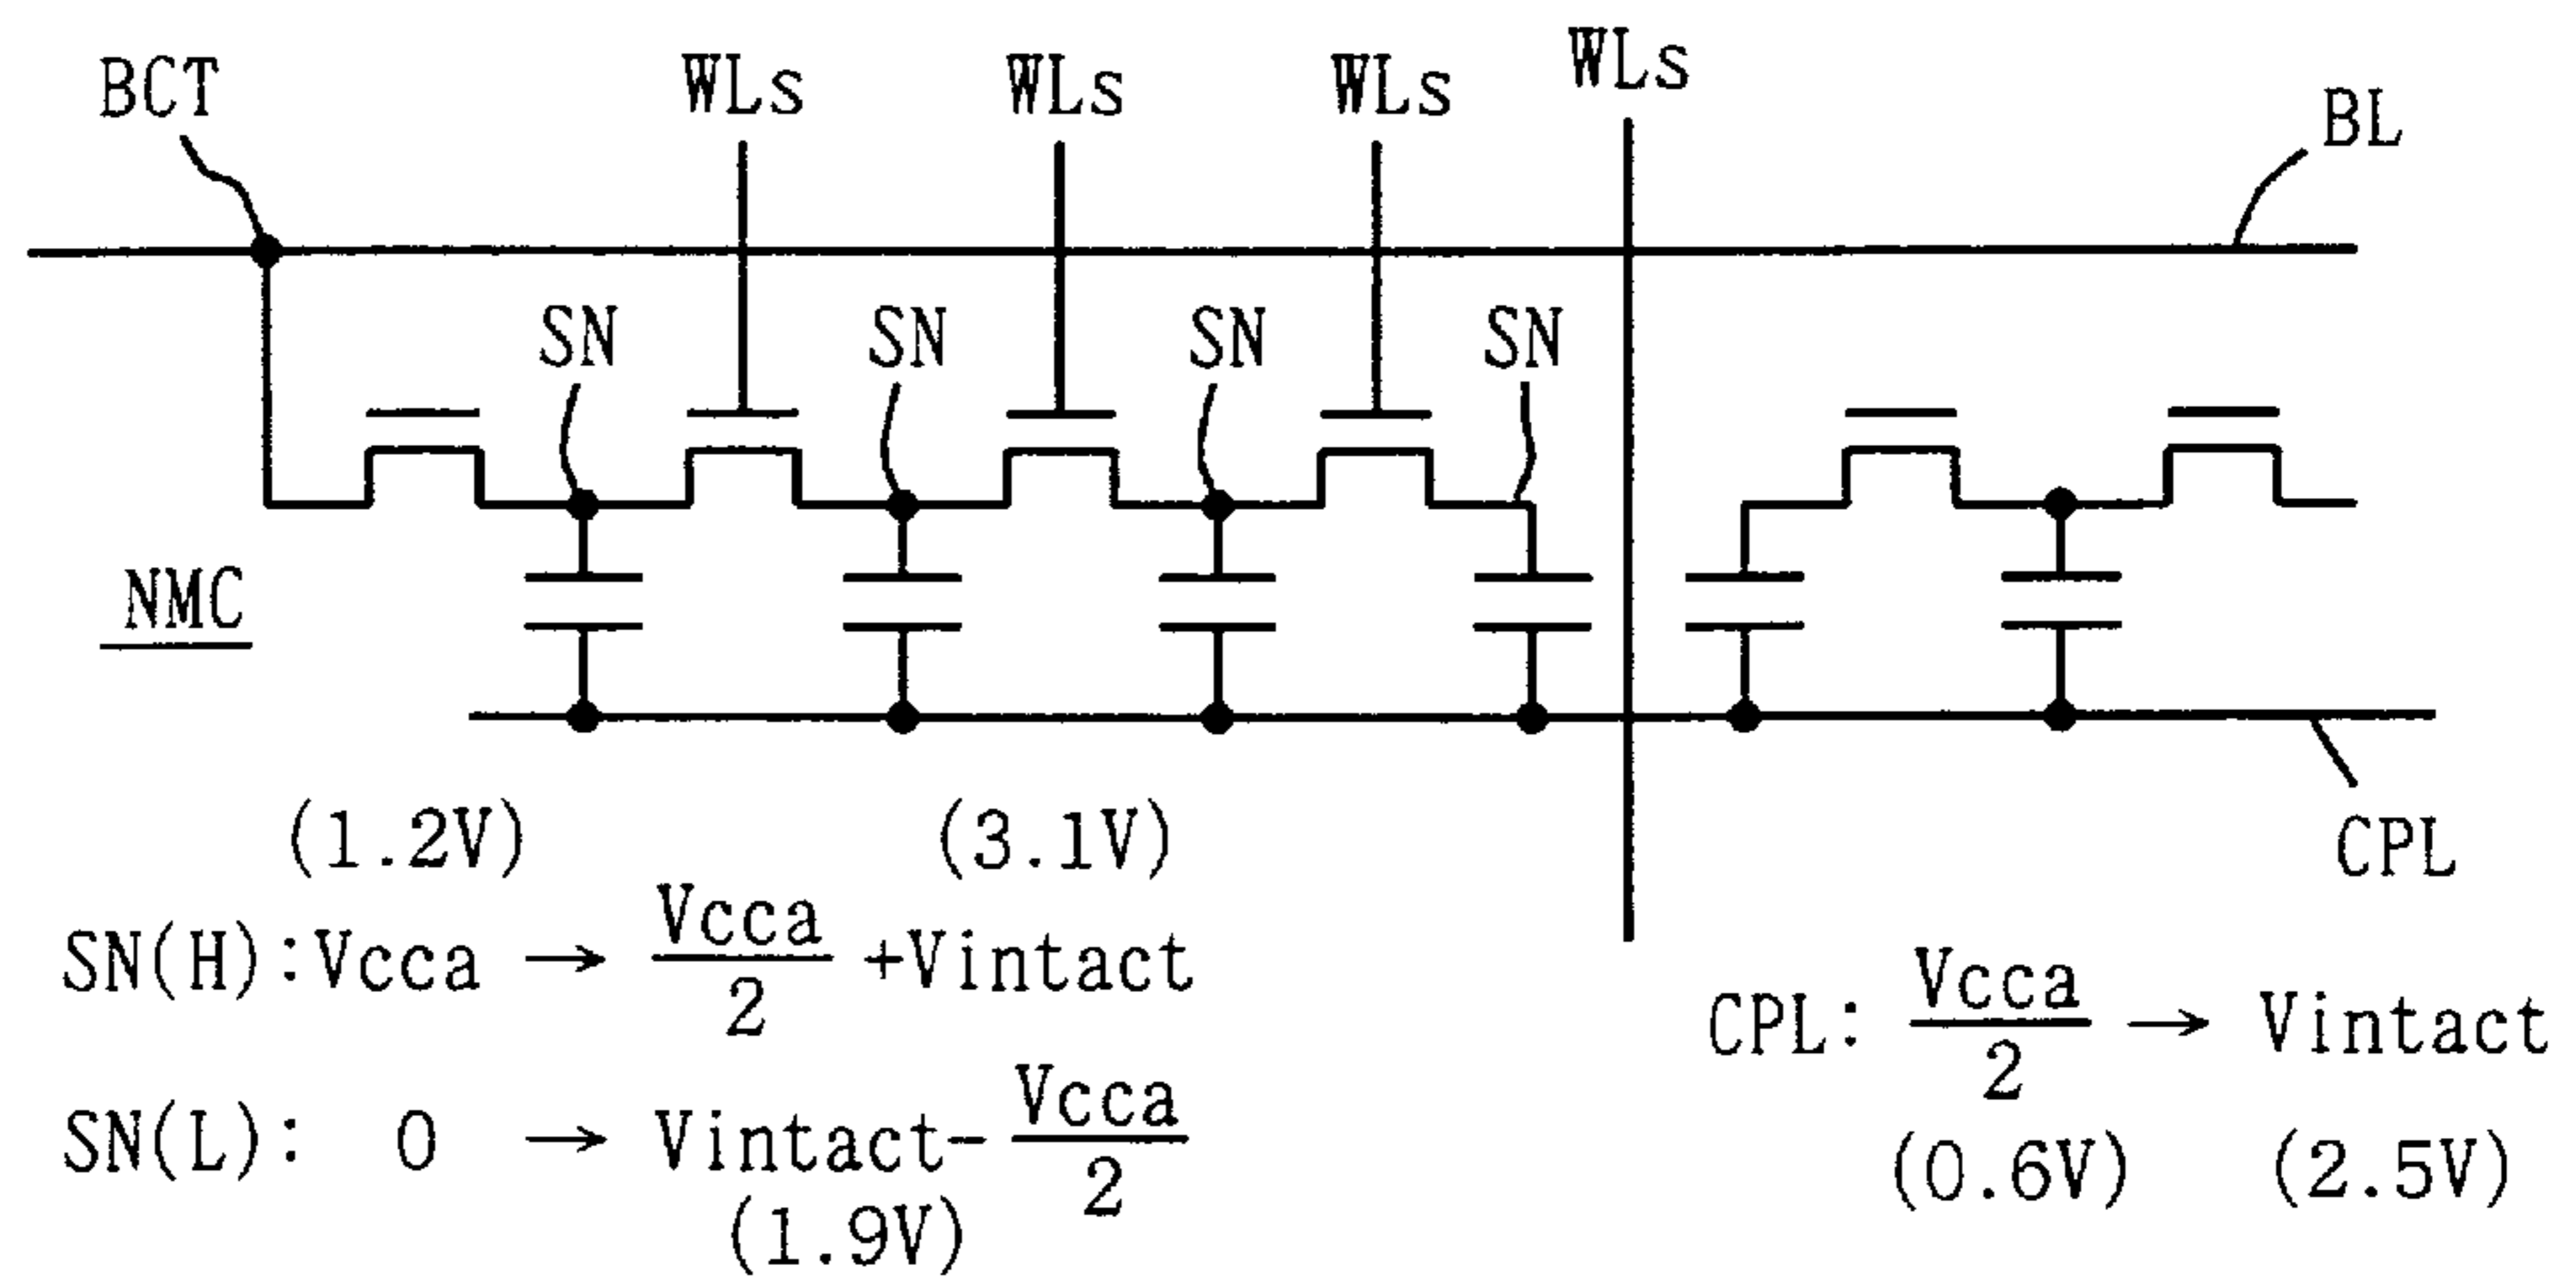 BCT WLs WLs WLs WLs BL
SN SN SN SN
NMC
(1.2V) (3.1V)
CPL
SN(H):Vcca → Vcca/2 +Vintact
CPL: Vcca/2 → Vintact
(0.6V) (2.5V)
SN(L): 0 → Vintact- Vcca/2
(1.9V)